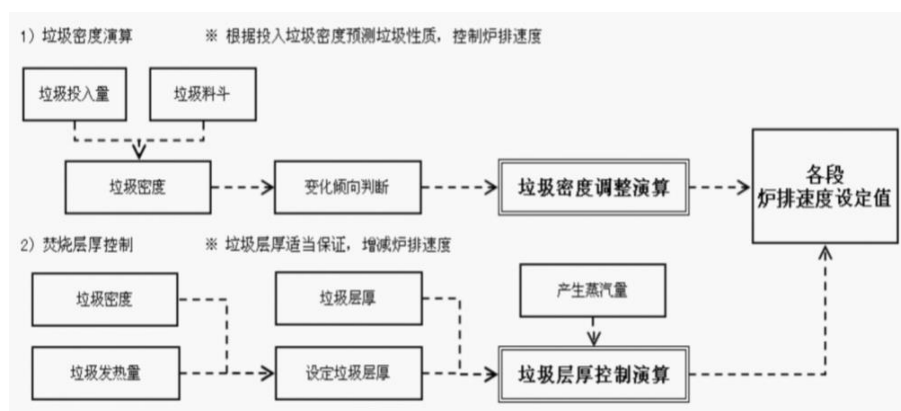 1）垃圾密度演算 ※ 根据投入垃圾密度预测垃圾性质，控制炉排速度
垃圾投入量 垃圾料斗
垃圾密度 变化倾向判断 垃圾密度调整演算 各段
炉排速度设定值
2）焚烧层厚控制 ※ 垃圾层厚适当保证，增减炉排速度
垃圾密度 垃圾层厚 产生蒸汽量
垃圾发热量 设定垃圾层厚 垃圾层厚控制演算